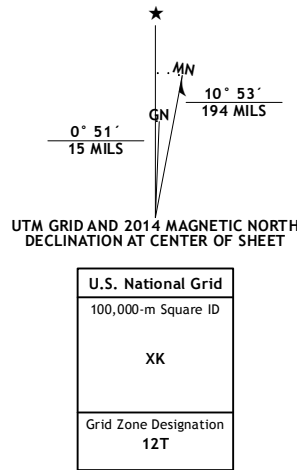 MN
GN
10° 53´
194 MILS
0° 51´
15 MILS
UTM GRID AND 2014 MAGNETIC NORTH
DECLINATION AT CENTER OF SHEET
U.S. National Grid
100,000-m Square ID
XK
Grid Zone Designation
12T